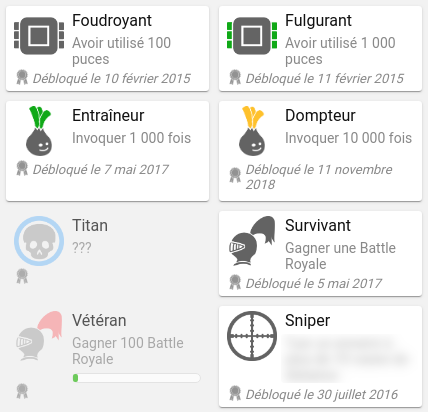 Foudroyant
Avoir utilisé 100
puces
Débloqué le 10 février 2015
Fulgurant
Avoir utilisé 1 000
puces
Débloqué le 11 février 2015
Entraîneur
Invoquer 1 000 fois
Débloqué le 7 mai 2017
Dompteur
Invoquer 10 000 fois
Débloqué le 11 novembre
2018
Titan
???
Survivant
Gagner une Battle
Royale
Débloqué le 5 mai 2017
Vétéran
Gagner 100 Battle
Royale
Sniper
Débloqué le 30 juillet 2016